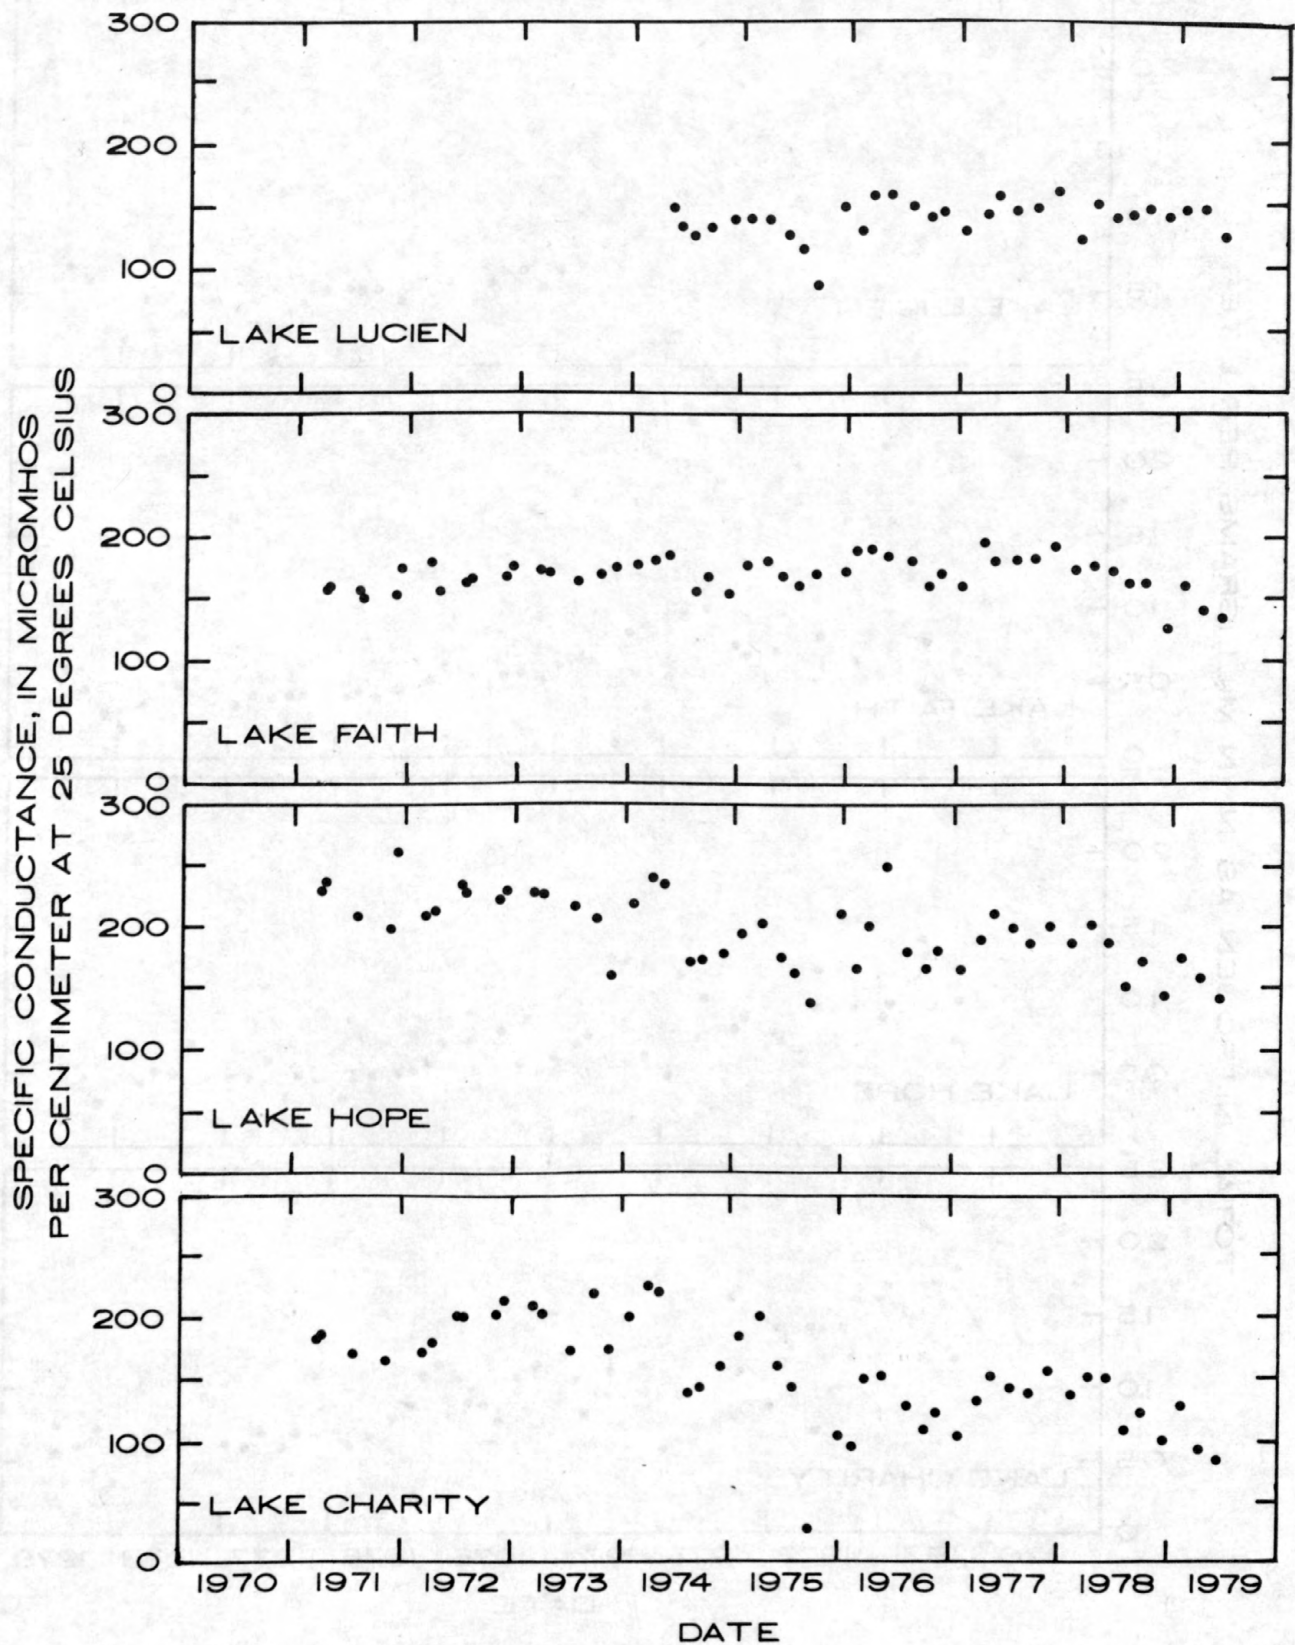 SPECIFIC CONDUCTANCE, IN MICROMHOS
PER CENTIMETER AT 25 DEGREES CELSIUS
300
200
100
0
LAKE LUCIEN
300
200
100
0
LAKE FAITH
300
200
100
0
LAKE HOPE
300
200
100
0
LAKE CHARITY
1970 1971 1972 1973 1974 1975 1976 1977 1978 1979
DATE